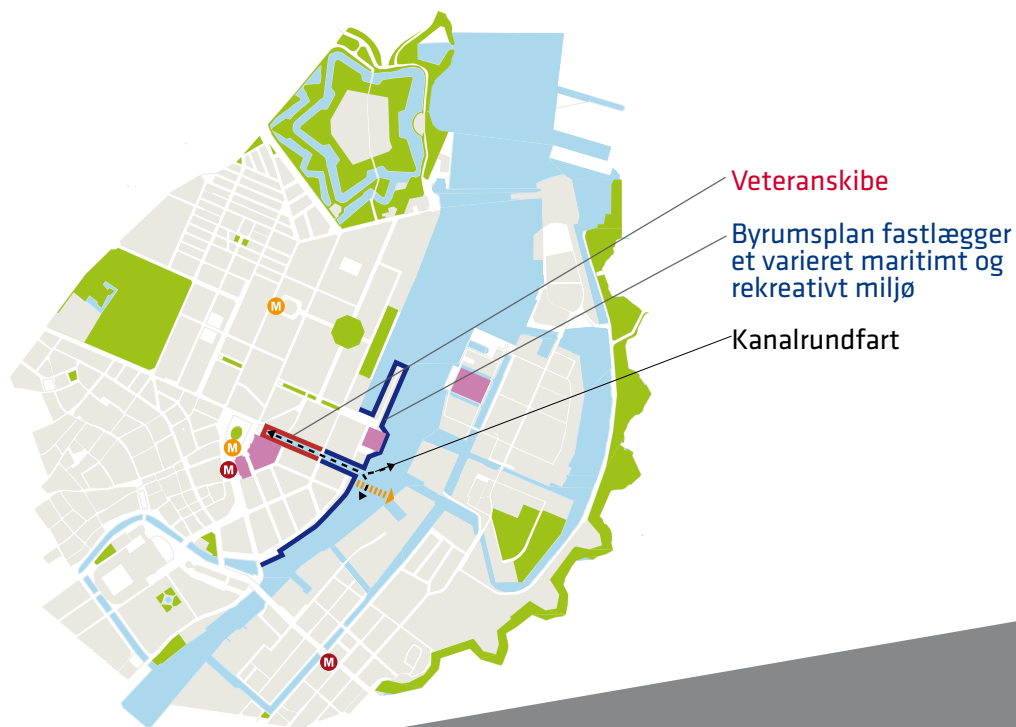 Veteranskibe
Byrumsplan fastlægger
et varieret maritimt og
rekreativt miljø
Kanalrundfart
M
M
M
M